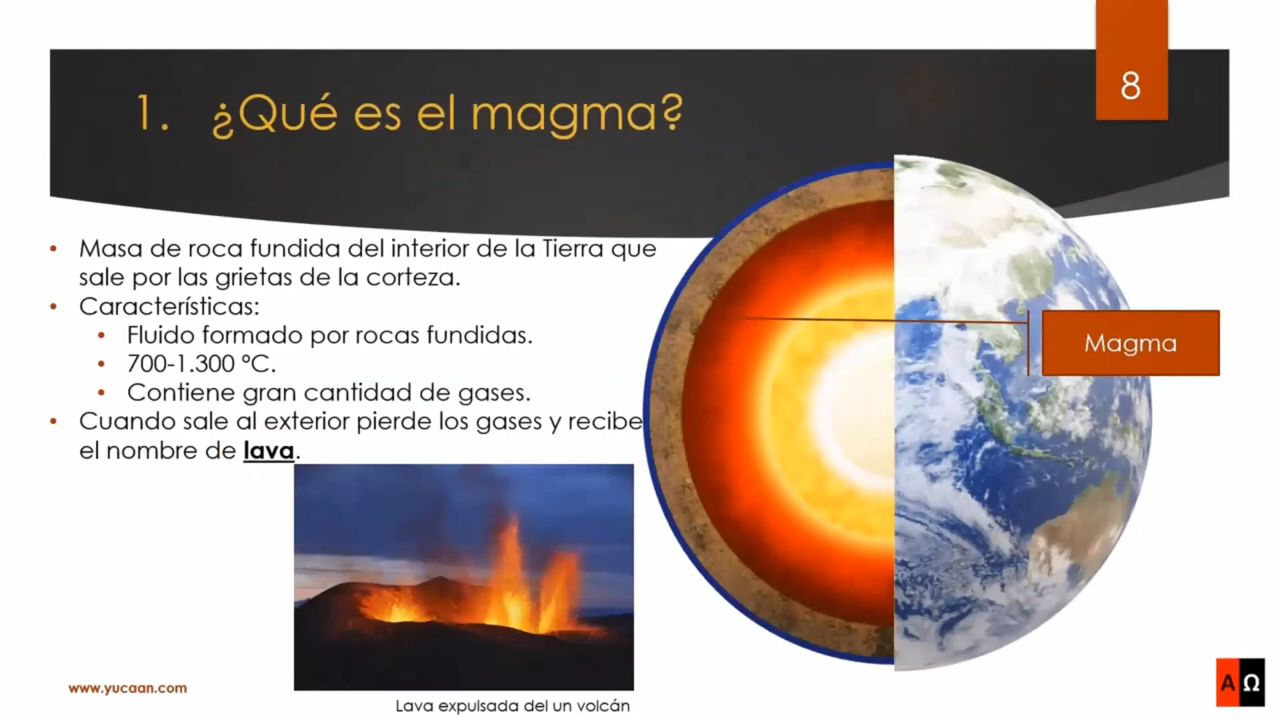 8
1. ¿Qué es el magma?
• Masa de roca fundida del interior de la Tierra que
sale por las grietas de la corteza.
• Características:
• Fluido formado por rocas fundidas.
• 700-1.300 ºC.
• Contiene gran cantidad de gases.
• Cuando sale al exterior pierde los gases y recibe
el nombre de lava.
Magma
Lava expulsada del un volcán
www.yucaan.com
ΑΩ